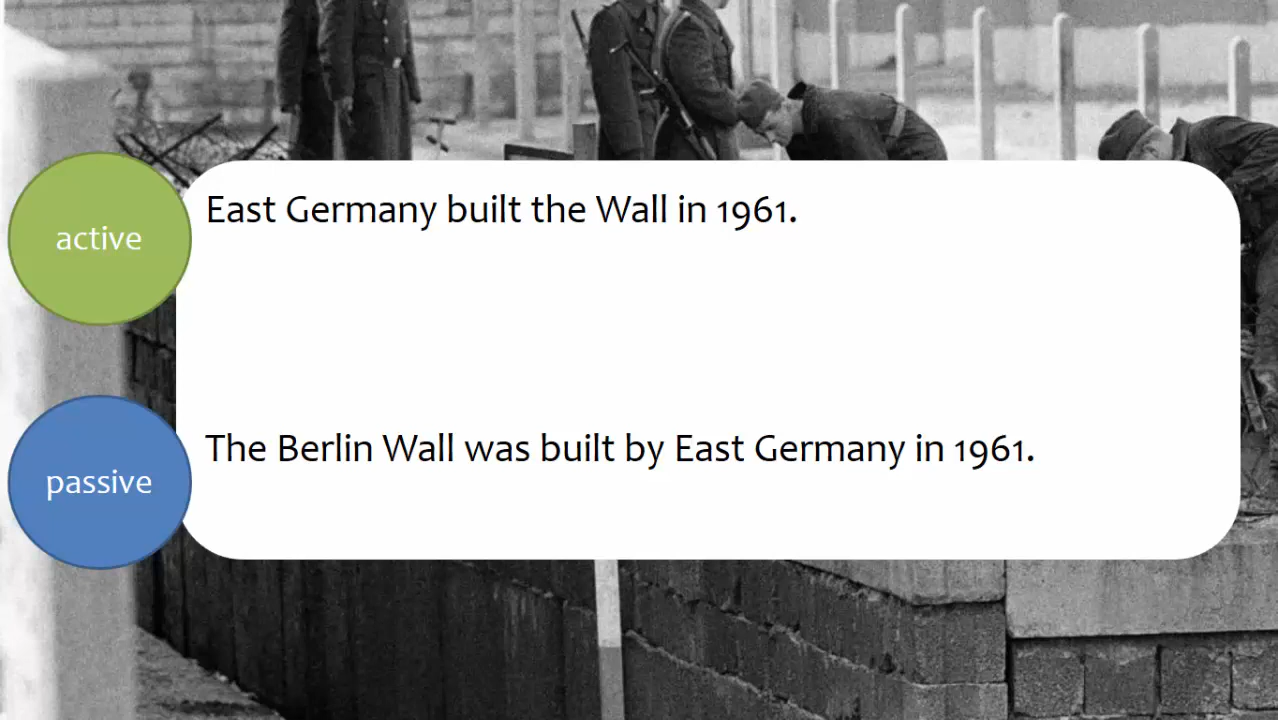 active
East Germany built the Wall in 1961.
passive
The Berlin Wall was built by East Germany in 1961.